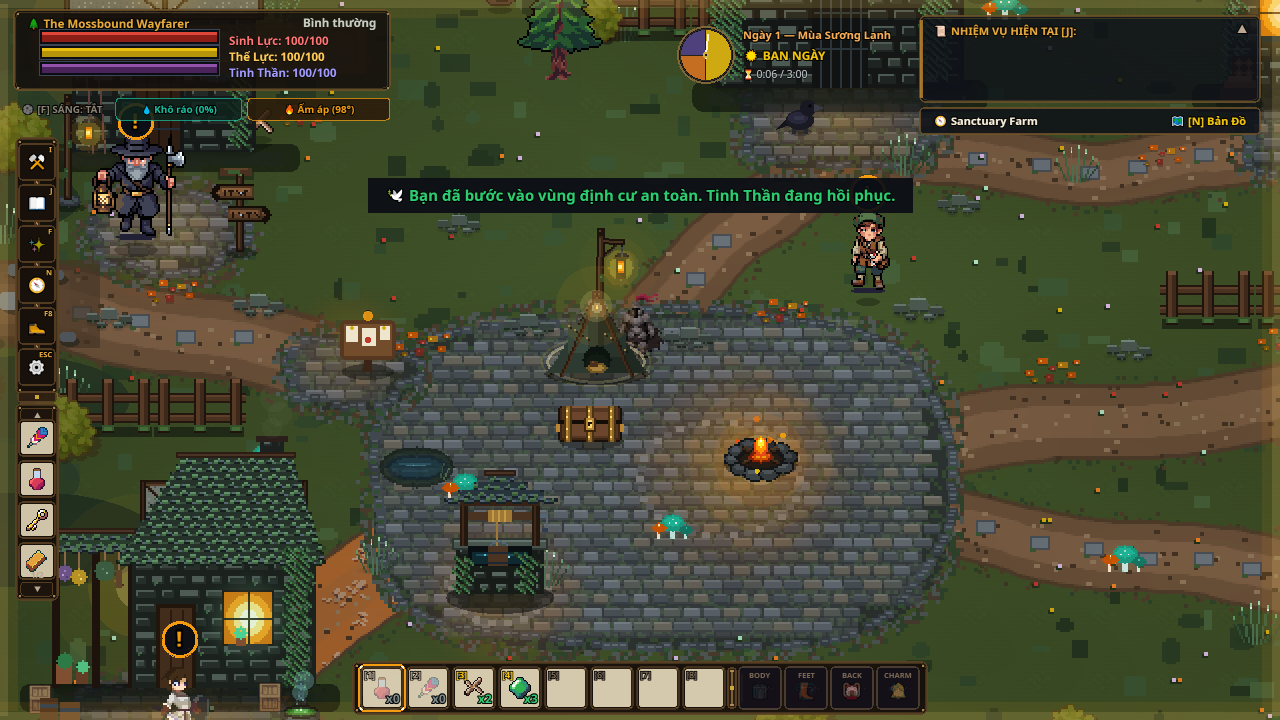 The Mossbound Wayfarer
Bình thường
Sinh Lực: 100/100
Thể Lực: 100/100
Tinh Thần: 100/100
[F] SÁNG: TẮT
Khô ráo (0%)
Ấm áp (98°)
Ngày 1 — Mùa Sương Lạnh
BAN NGÀY
0:06 / 3:00
NHIỆM VỤ HIỆN TẠI [J]:
Sanctuary Farm
[N] Bản Đồ
Bạn đã bước vào vùng định cư an toàn. Tinh Thần đang hồi phục.
I
J
F
N
F8
ESC
!
[1] x0
[2] x0
[3] x2
[4] x3
[5]
[6]
[7]
[8]
BODY
FEET
BACK
CHARM